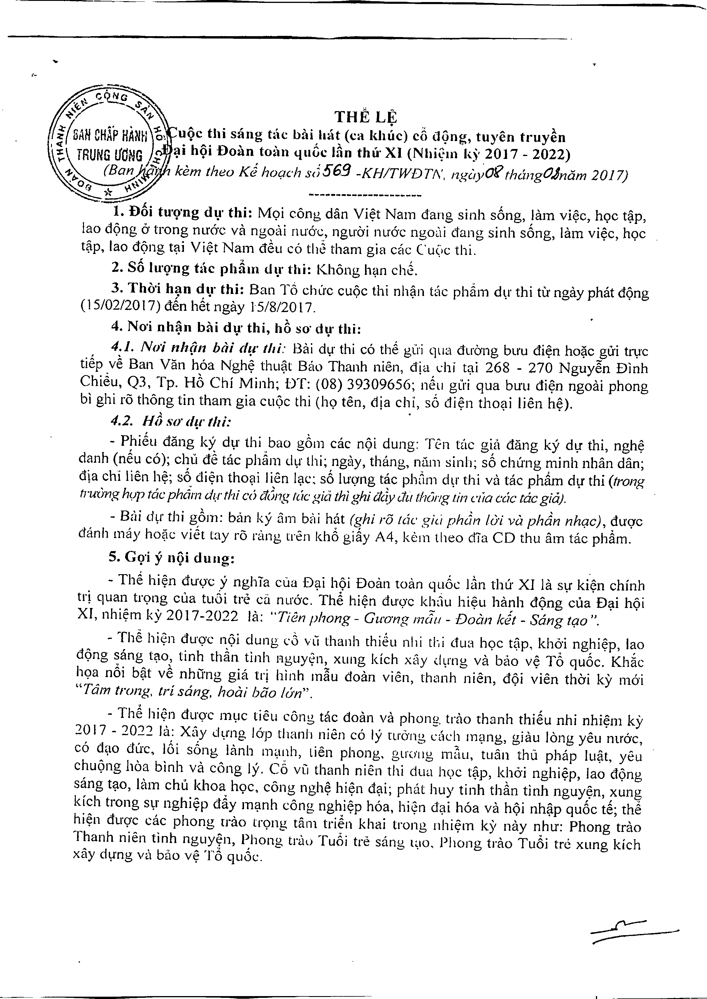 ĐOÀN THANH NIÊN CỘNG SẢN HỒ CHÍ MINH
BAN CHẤP HÀNH
TRUNG ƯƠNG
THỂ LỆ
Cuộc thi sáng tác bài hát (ca khúc) cổ động, tuyên truyền
Đại hội Đoàn toàn quốc lần thứ XI (Nhiệm kỳ 2017 - 2022)
(Ban hành kèm theo Kế hoạch số 569 -KH/TWĐTN, ngày 08 tháng năm 2017)
1. Đối tượng dự thi: Mọi công dân Việt Nam đang sinh sống, làm việc, học tập,
lao động ở trong nước và ngoài nước, người nước ngoài đang sinh sống, làm việc, học
tập, lao động tại Việt Nam đều có thể tham gia các Cuộc thi.
2. Số lượng tác phẩm dự thi: Không hạn chế.
3. Thời hạn dự thi: Ban Tổ chức cuộc thi nhận tác phẩm dự thi từ ngày phát động
(15/02/2017) đến hết ngày 15/8/2017.
4. Nơi nhận bài dự thi, hồ sơ dự thi:
4.1. Nơi nhận bài dự thi: Bài dự thi có thể gửi qua đường bưu điện hoặc gửi trực
tiếp về Ban Văn hóa Nghệ thuật Báo Thanh niên, địa chỉ tại 268 - 270 Nguyễn Đình
Chiểu, Q3, Tp. Hồ Chí Minh; ĐT: (08) 39309656; nếu gửi qua bưu điện ngoài phong
bì ghi rõ thông tin tham gia cuộc thi (họ tên, địa chỉ, số điện thoại liên hệ).
4.2. Hồ sơ dự thi:
- Phiếu đăng ký dự thi bao gồm các nội dung: Tên tác giả đăng ký dự thi, nghệ
danh (nếu có); chủ đề tác phẩm dự thi; ngày, tháng, năm sinh; số chứng minh nhân dân;
địa chỉ liên hệ; số điện thoại liên lạc; số lượng tác phẩm dự thi và tác phẩm dự thi (trong
trường hợp tác phẩm dự thi có đồng tác giả thì ghi đầy đủ thông tin của các tác giả).
- Bài dự thi gồm: bản ký âm bài hát (ghi rõ tác giả phần lời và phần nhạc), được
đánh máy hoặc viết tay rõ ràng trên khổ giấy A4, kèm theo đĩa CD thu âm tác phẩm.
5. Gợi ý nội dung:
- Thể hiện được ý nghĩa của Đại hội Đoàn toàn quốc lần thứ XI là sự kiện chính
trị quan trọng của tuổi trẻ cả nước. Thể hiện được khẩu hiệu hành động của Đại hội
XI, nhiệm kỳ 2017-2022 là: “Tiên phong - Gương mẫu - Đoàn kết - Sáng tạo”.
- Thể hiện được nội dung cổ vũ thanh thiếu nhi thi đua học tập, khởi nghiệp, lao
động sáng tạo, tinh thần tình nguyện, xung kích xây dựng và bảo vệ Tổ quốc. Khắc
họa nổi bật về những giá trị hình mẫu đoàn viên, thanh niên, đội viên thời kỳ mới
“Tâm trong, trí sáng, hoài bão lớn”.
- Thể hiện được mục tiêu công tác đoàn và phong trào thanh thiếu nhi nhiệm kỳ
2017 - 2022 là: Xây dựng lớp thanh niên có lý tưởng cách mạng, giàu lòng yêu nước,
có đạo đức, lối sống lành mạnh, tiên phong, gương mẫu, tuân thủ pháp luật, yêu
chuộng hòa bình và công lý. Cổ vũ thanh niên thi đua học tập, khởi nghiệp, lao động
sáng tạo, làm chủ khoa học, công nghệ hiện đại; phát huy tinh thần tình nguyện, xung
kích trong sự nghiệp đẩy mạnh công nghiệp hóa, hiện đại hóa và hội nhập quốc tế; thể
hiện được các phong trào trọng tâm triển khai trong nhiệm kỳ này như: Phong trào
Thanh niên tình nguyện, Phong trào Tuổi trẻ sáng tạo, Phong trào Tuổi trẻ xung kích
xây dựng và bảo vệ Tổ quốc.